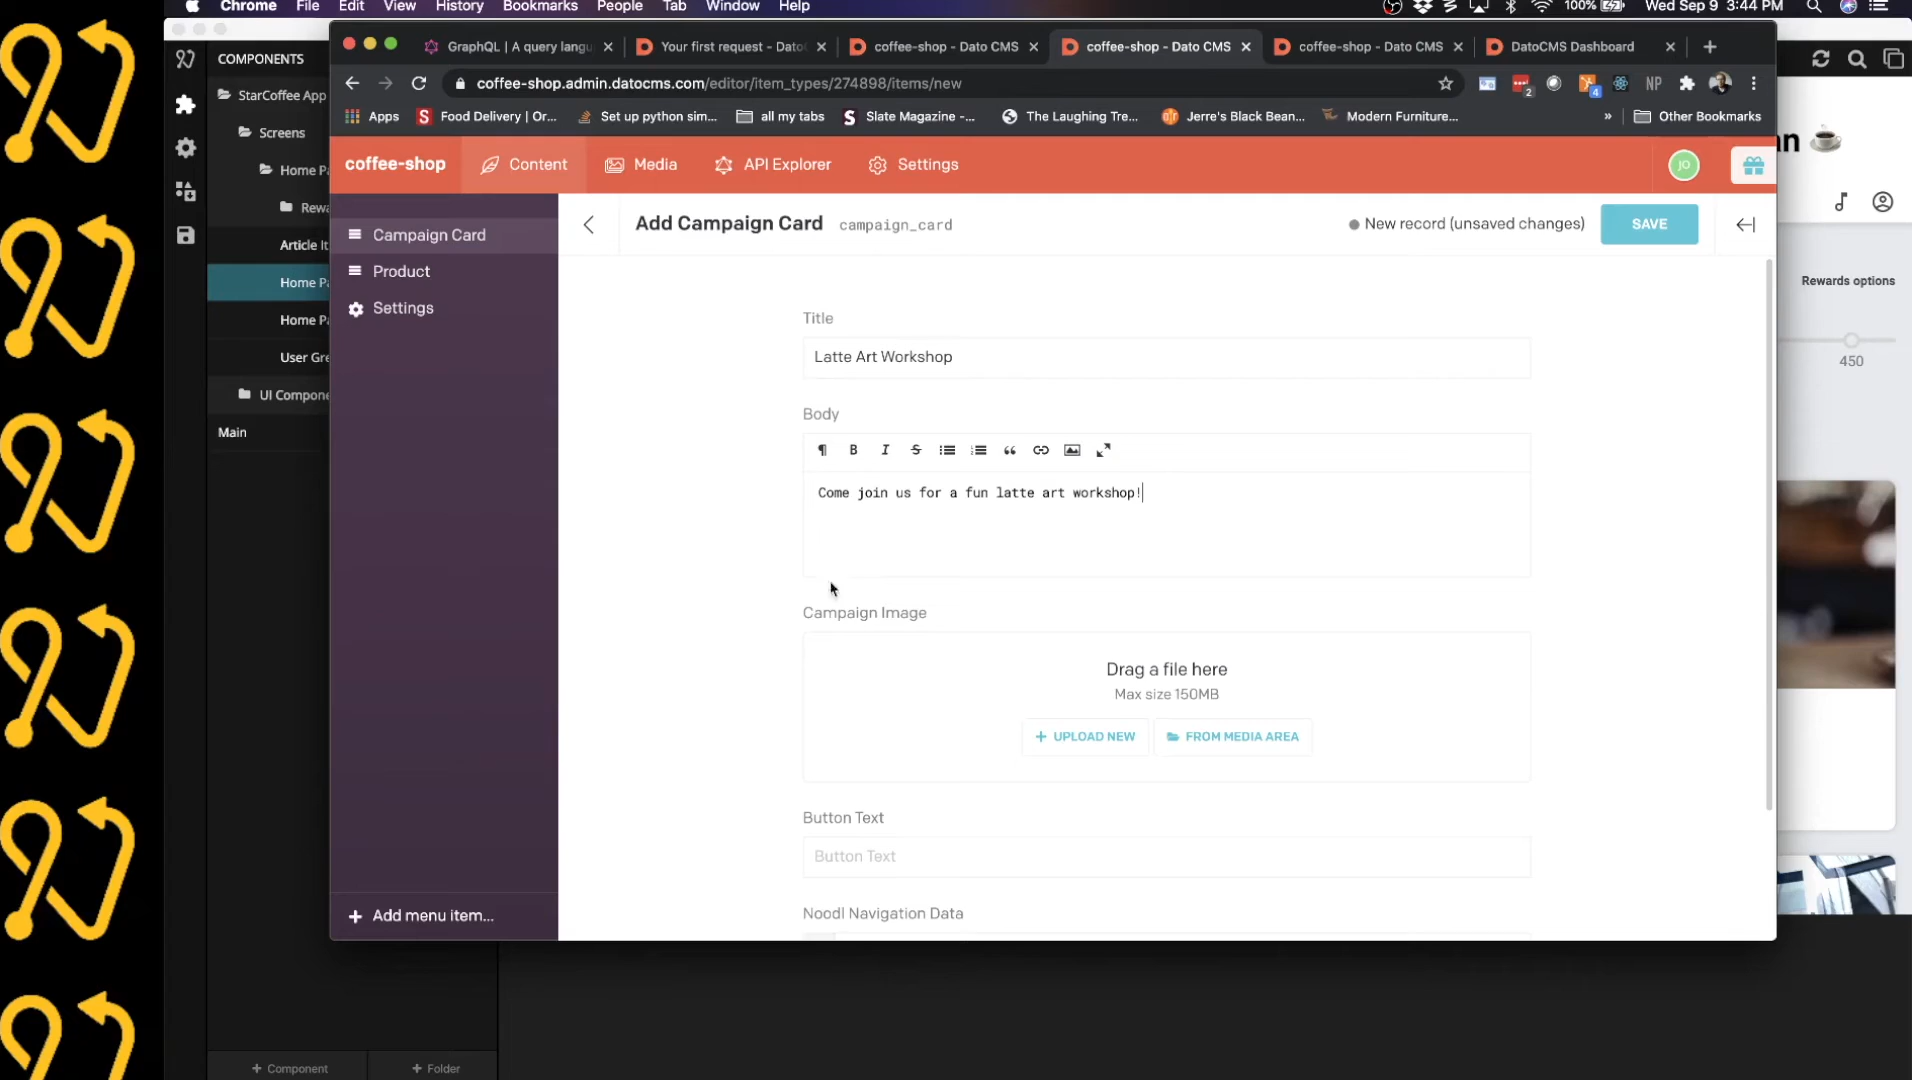 Chrome File Edit View History Bookmarks People Tab Window Help
100% Wed Sep 9 3:44 PM
COMPONENTS
StarCoffee App
Screens
Home
Article
Home
Home
User
Main
+ Component + Folder
GraphQL | A query × Your first request - × coffee-shop - Dato CMS × coffee-shop - Dato CMS × coffee-shop - Dato CMS × DatoCMS Dashboard × +
coffee-shop.admin.datocms.com/editor/item_types/274898/items/new
2 4 NP
Apps Food Delivery | Or... Set up python sim... all my tabs Slate Magazine -... The Laughing Tre... Jerre's Black Bean... Modern Furniture... » Other Bookmarks
coffee-shop Content Media API Explorer Settings JO
Campaign Card
Product
Settings
+ Add menu item...
Add Campaign Card campaign_card New record (unsaved changes) SAVE
Title
Latte Art Workshop
Body
¶ B I S
Come join us for a fun latte art workshop!
Campaign Image
Drag a file here
Max size 150MB
+ UPLOAD NEW FROM MEDIA AREA
Button Text
Button Text
Noodl Navigation Data
Rewards options
450